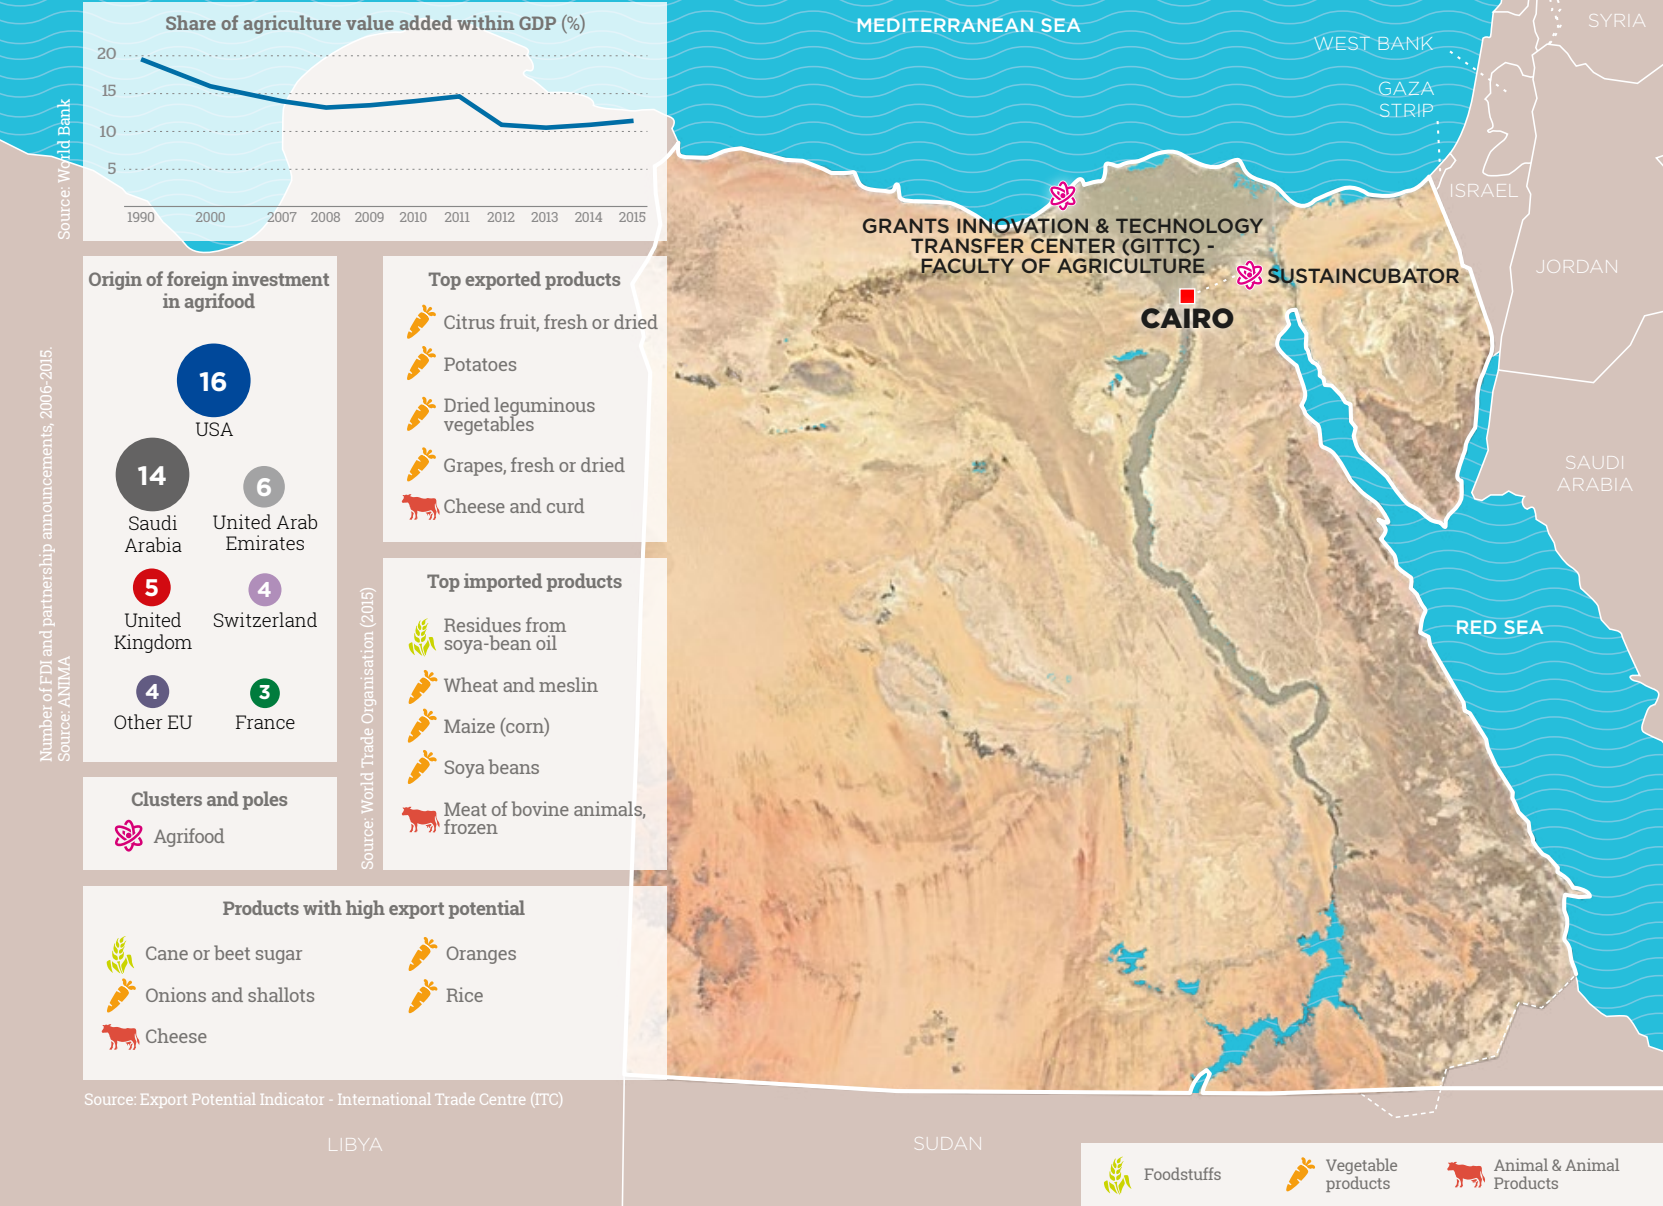 Share of agriculture value added within GDP (%)
20
15
10
5
1990 2000 2007 2008 2009 2010 2011 2012 2013 2014 2015
Source: World Bank
Origin of foreign investment
in agrifood
16
USA
14
Saudi
Arabia
6
United Arab
Emirates
5
United
Kingdom
4
Switzerland
4
Other EU
3
France
Number of FDI and partnership announcements, 2006-2015.
Source: ANIMA
Clusters and poles
Agrifood
Top exported products
Citrus fruit, fresh or dried
Potatoes
Dried leguminous
vegetables
Grapes, fresh or dried
Cheese and curd
Top imported products
Residues from
soya-bean oil
Wheat and meslin
Maize (corn)
Soya beans
Meat of bovine animals,
frozen
Source: World Trade Organisation (2015)
Products with high export potential
Cane or beet sugar
Onions and shallots
Cheese
Oranges
Rice
Source: Export Potential Indicator - International Trade Centre (ITC)
MEDITERRANEAN SEA
SYRIA
WEST BANK
GAZA
STRIP
ISRAEL
JORDAN
SAUDI
ARABIA
GRANTS INNOVATION & TECHNOLOGY
TRANSFER CENTER (GITTC) -
FACULTY OF AGRICULTURE
SUSTAINCUBATOR
CAIRO
RED SEA
LIBYA
SUDAN
Foodstuffs
Vegetable
products
Animal & Animal
Products